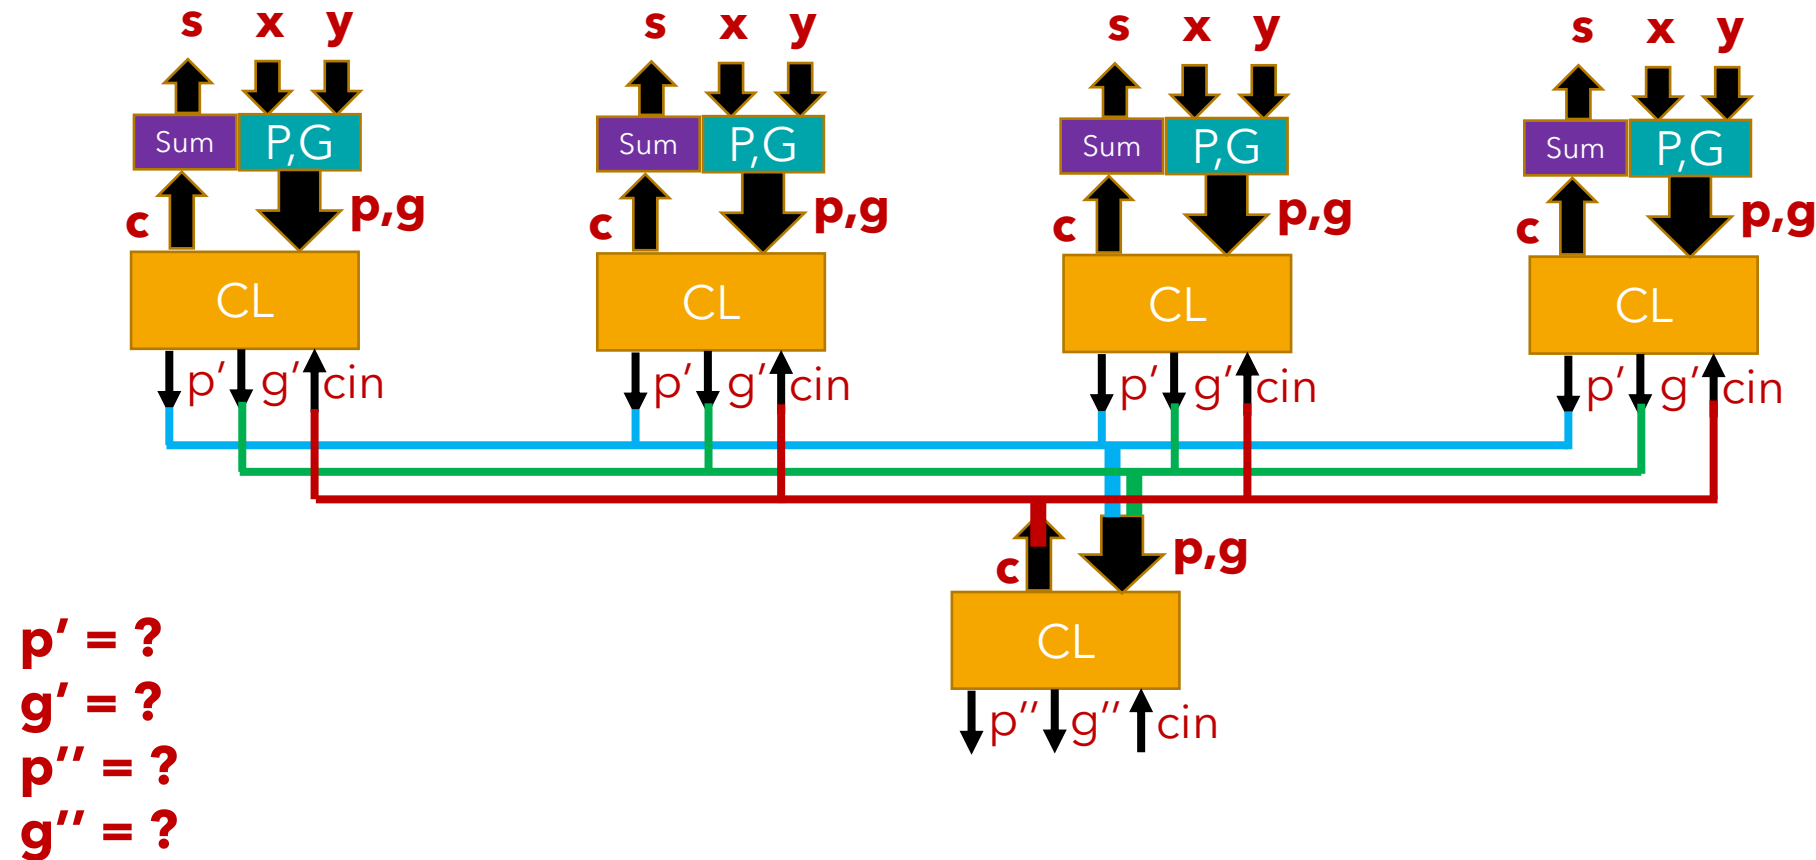 s x y s x y s x y s x y
Sum P,G Sum P,G Sum P,G Sum P,G
c p,g c p,g c p,g c p,g
CL CL CL CL
p' g' cin p' g' cin p' g' cin p' g' cin
c p,g
CL
p'' g'' cin
p' = ?
g' = ?
p'' = ?
g'' = ?